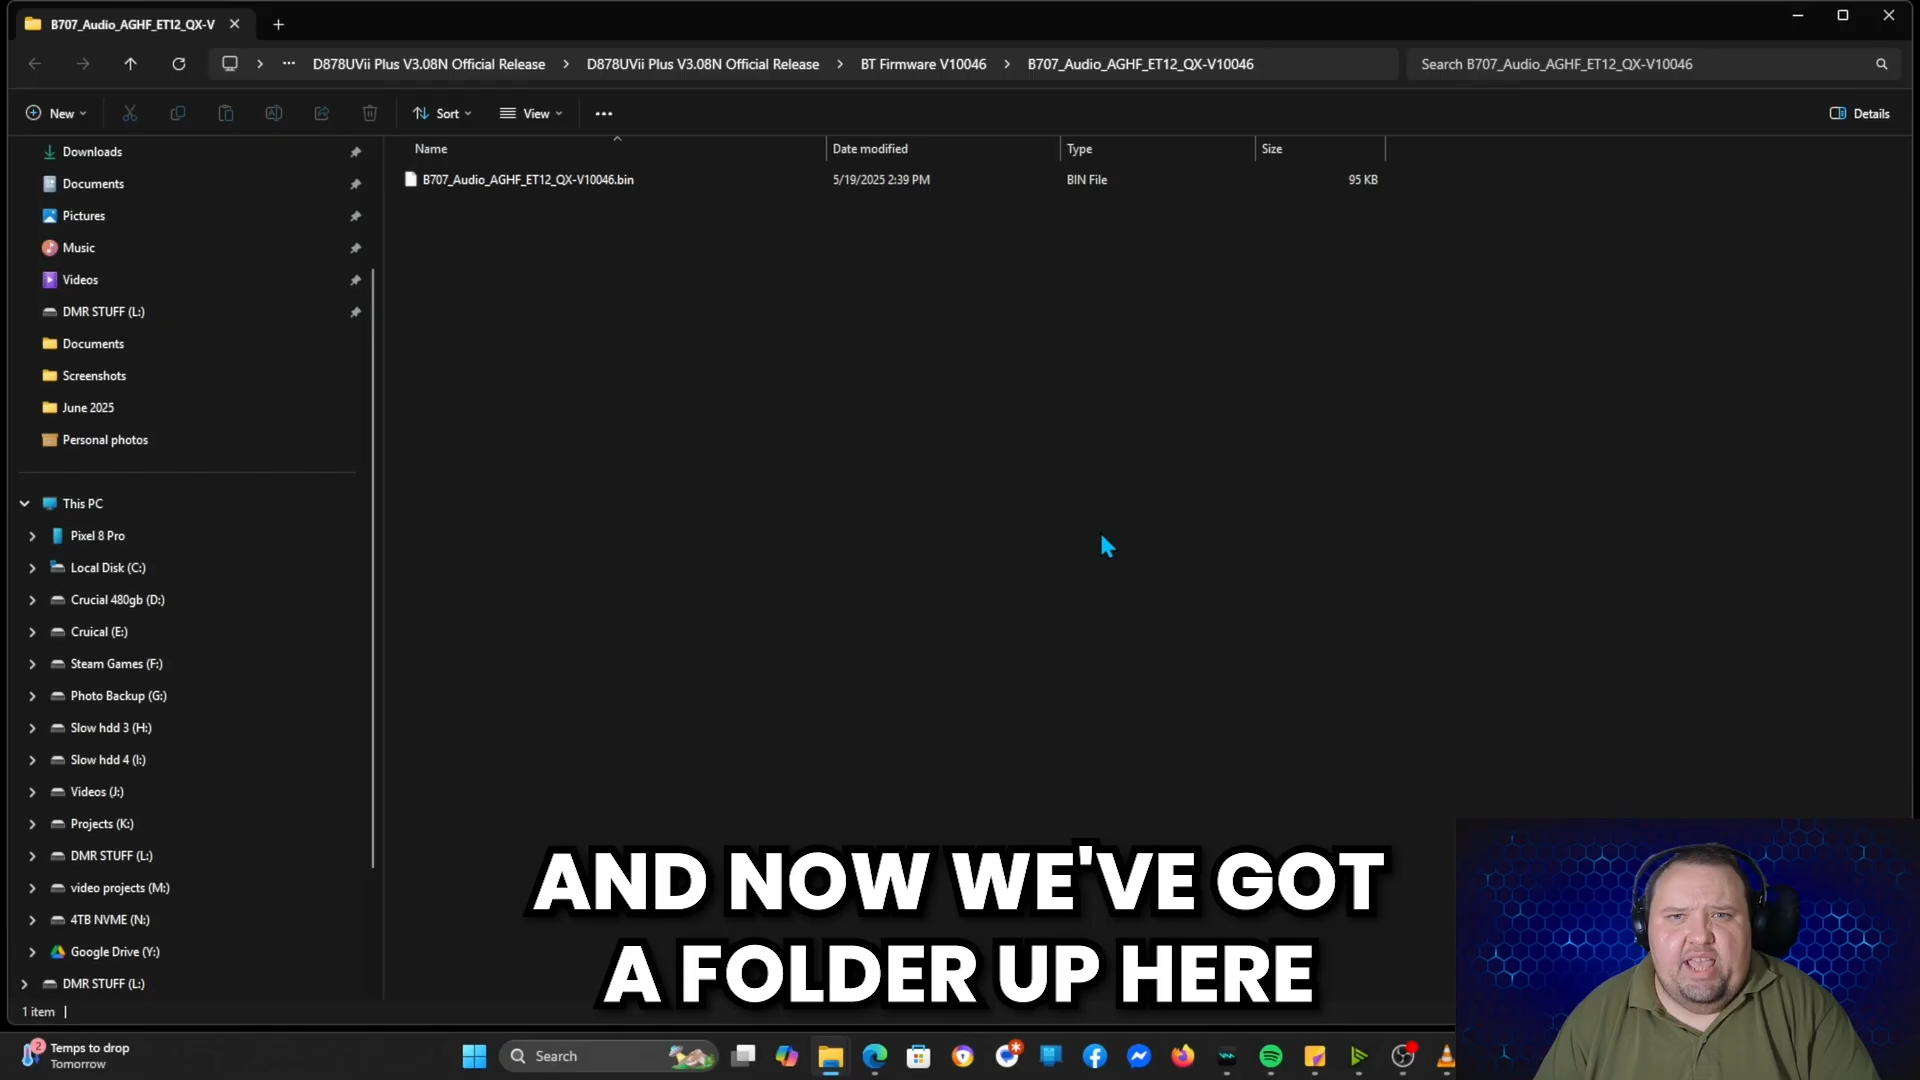 B707_Audio_AGHF_ET12_QX-V
D878UVii Plus V3.08N Official Release
D878UVii Plus V3.08N Official Release
BT Firmware V10046
B707_Audio_AGHF_ET12_QX-V10046
Search B707_Audio_AGHF_ET12_QX-V10046
New
Sort
View
Details
Name
Date modified
Type
Size
B707_Audio_AGHF_ET12_QX-V10046.bin
5/19/2025 2:39 PM
BIN File
95 KB
Downloads
Documents
Pictures
Music
Videos
DMR STUFF (L:)
Documents
Screenshots
June 2025
Personal photos
This PC
Pixel 8 Pro
Local Disk (C:)
Crucial 480gb (D:)
Cruical (E:)
Steam Games (F:)
Photo Backup (G:)
Slow hdd 3 (H:)
Slow hdd 4 (I:)
Videos (J:)
Projects (K:)
DMR STUFF (L:)
video projects (M:)
4TB NVME (N:)
Google Drive (Y:)
DMR STUFF (L:)
1 item
AND NOW WE'VE GOT
A FOLDER UP HERE
2
Temps to drop
Tomorrow
Search